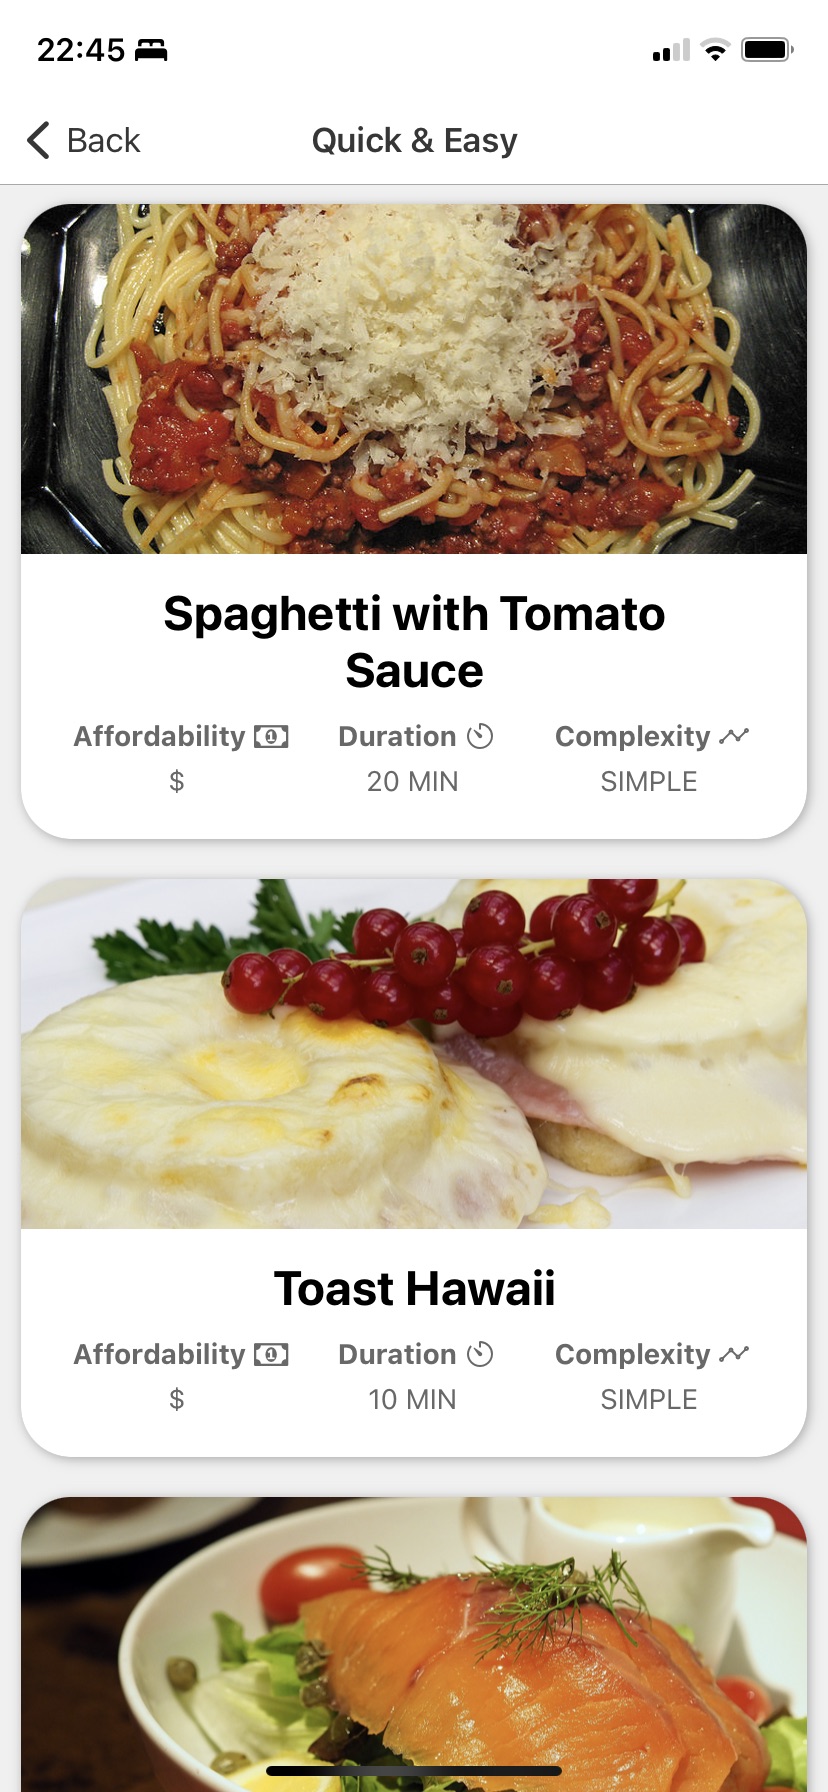 22:45
Back
Quick & Easy
Spaghetti with Tomato
Sauce
Affordability Duration Complexity
$ 20 MIN SIMPLE
Toast Hawaii
Affordability Duration Complexity
$ 10 MIN SIMPLE